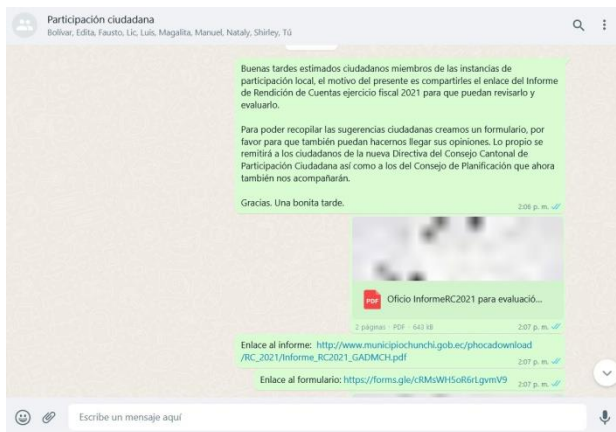 Participación ciudadana
Bolívar, Edita, Fausto, Lic, Luis, Magalita, Manuel, Nataly, Shirley, Tú
Buenas tardes estimados ciudadanos miembros de las instancias de
participación local, el motivo del presente es compartirles el enlace del Informe
de Rendición de Cuentas ejercicio fiscal 2021 para que puedan revisarlo y
evaluarlo.
Para poder recopilar las sugerencias ciudadanas creamos un formulario, por
favor para que también puedan hacernos llegar sus opiniones. Lo propio se
remitirá a los ciudadanos de la nueva Directiva del Consejo Cantonal de
Participación Ciudadana así como a los del Consejo de Planificación que ahora
también nos acompañarán.
Gracias. Una bonita tarde.
2:06 p. m.
PDF
Oficio InformeRC2021 para evaluació...
2 páginas · PDF · 643 kB
2:07 p. m.
Enlace al informe: http://www.municipiochunchi.gob.ec/phocadownload
/RC_2021/Informe_RC2021_GADMCH.pdf
2:07 p. m.
Enlace al formulario: https://forms.gle/cRMsWH5oR6rLgvmV9
2:07 p. m.
Escribe un mensaje aquí